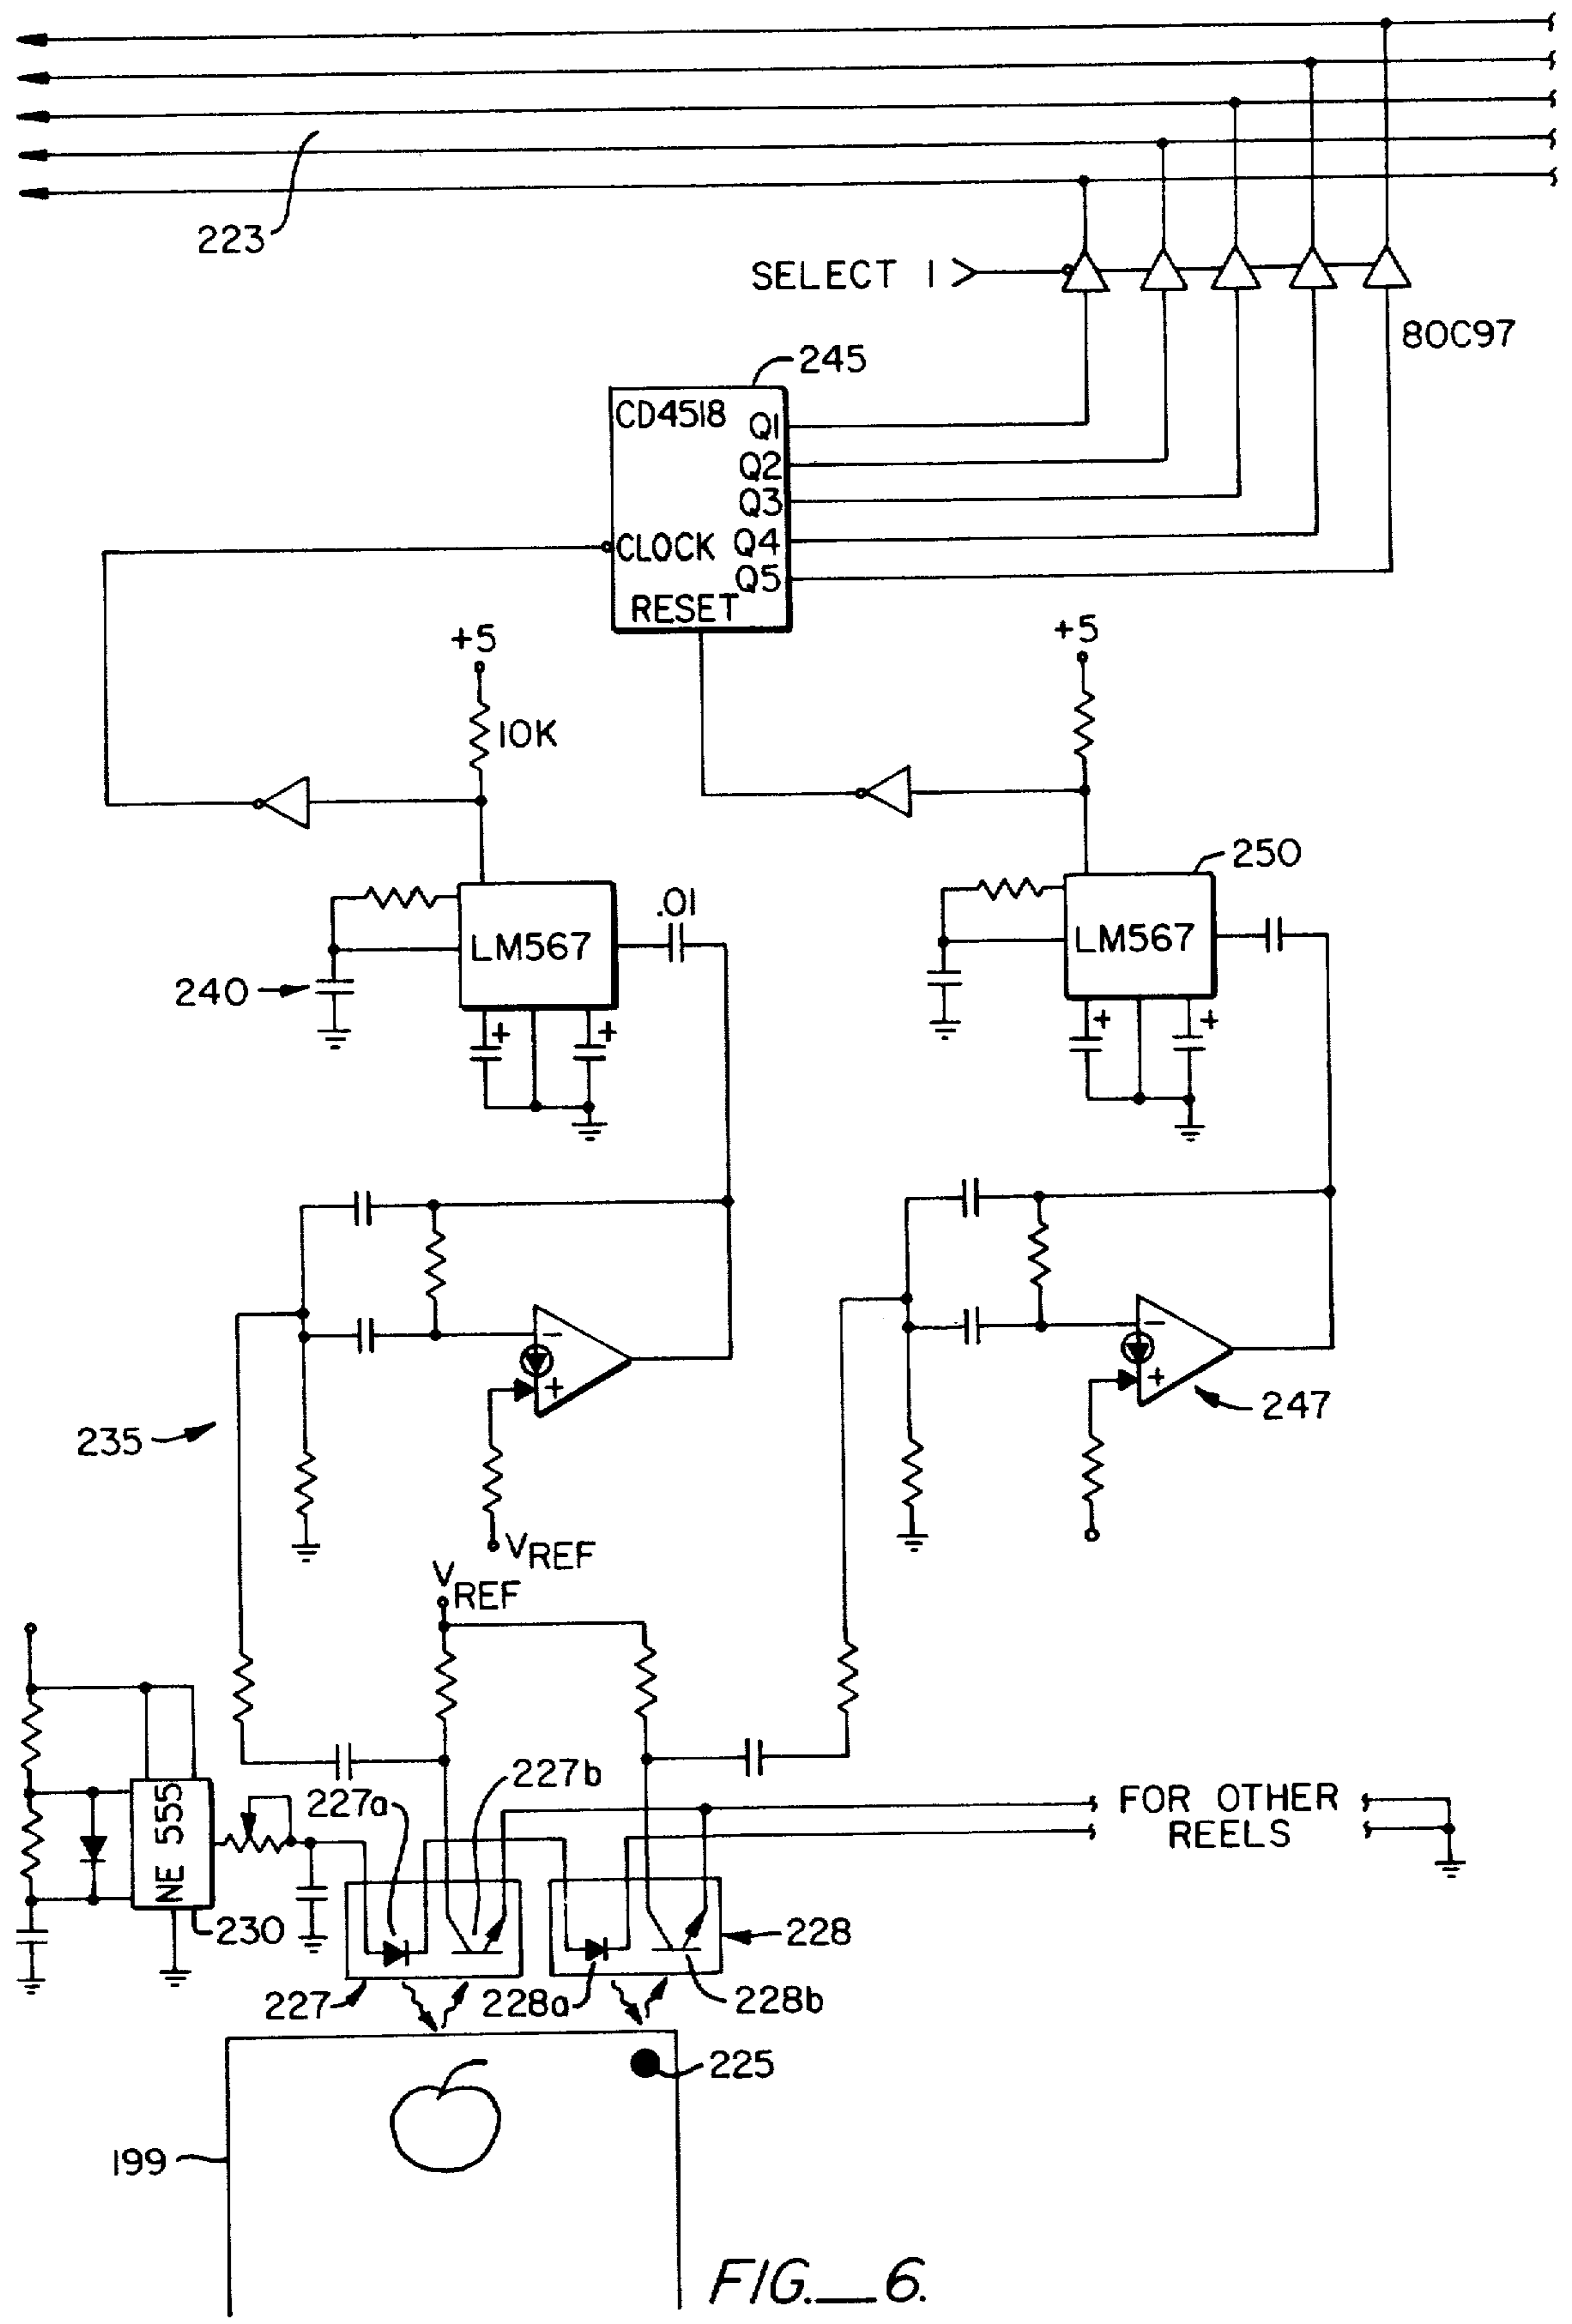 223
SELECT 1
80C97
245
CD4518
Q1
Q2
Q3
CLOCK Q4
Q5
RESET
+5
+5
10K
250
.01
LM567
LM567
240
+
+
+
+
−
+
−
+
247
235
VREF
VREF
227b
227a
FOR OTHER
REELS
NE 555
230
228
227
228a
228b
225
199
FIG. 6.